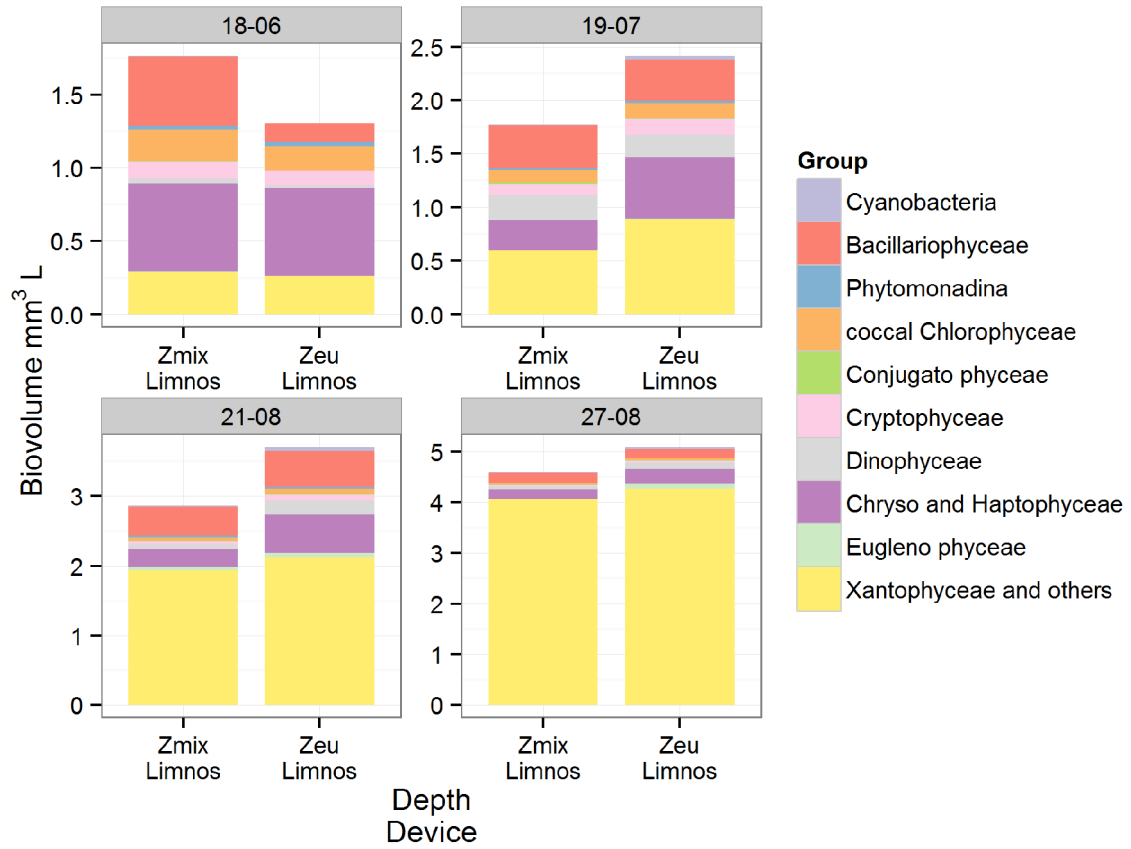 18-06
19-07
1.5
1.0
0.5
0.0
2.5
2.0
1.5
1.0
0.5
0.0
Zmix
Limnos
Zeu
Limnos
Zmix
Limnos
Zeu
Limnos
21-08
27-08
3
2
1
0
5
4
3
2
1
0
Zmix
Limnos
Zeu
Limnos
Zmix
Limnos
Zeu
Limnos
Biovolume mm³ L
Depth
Device
Group
Cyanobacteria
Bacillariophyceae
Phytomonadina
coccal Chlorophyceae
Conjugato phyceae
Cryptophyceae
Dinophyceae
Chryso and Haptophyceae
Eugleno phyceae
Xantophyceae and others